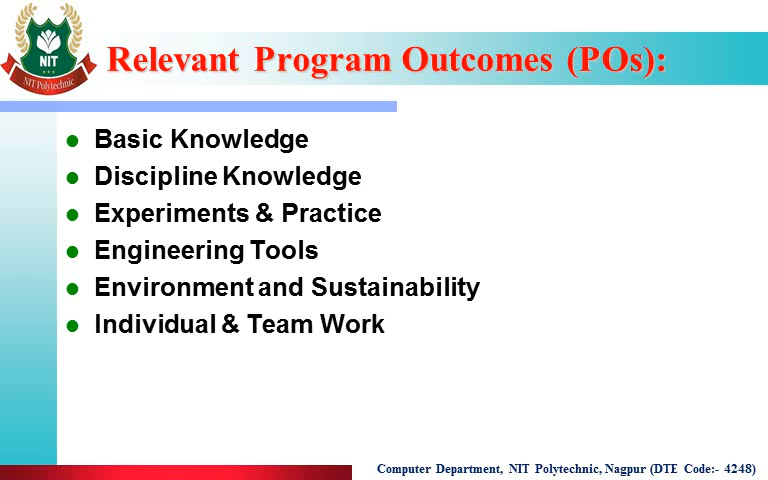 NIT
NIT Polytechnic
Relevant Program Outcomes (POs):
Basic Knowledge
Discipline Knowledge
Experiments & Practice
Engineering Tools
Environment and Sustainability
Individual & Team Work
Computer Department, NIT Polytechnic, Nagpur (DTE Code:- 4248)